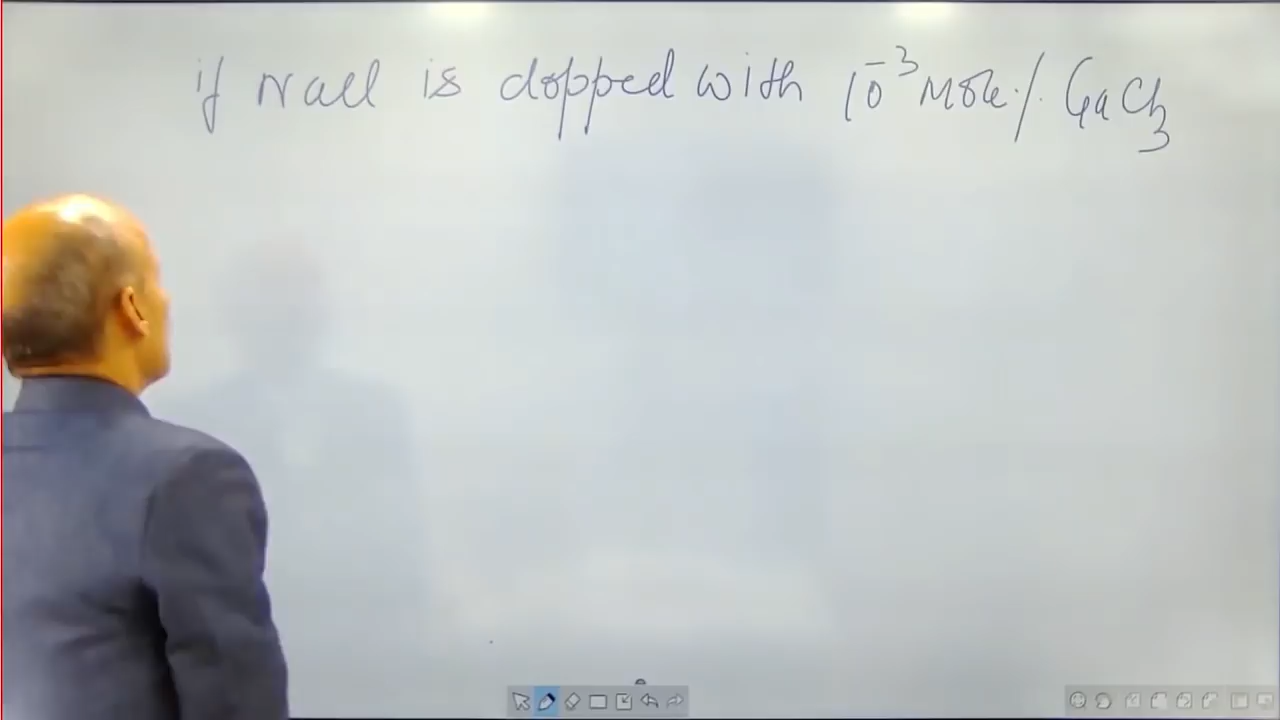 if Nacl is dopped with 10⁻³ Mole % GaCl₃